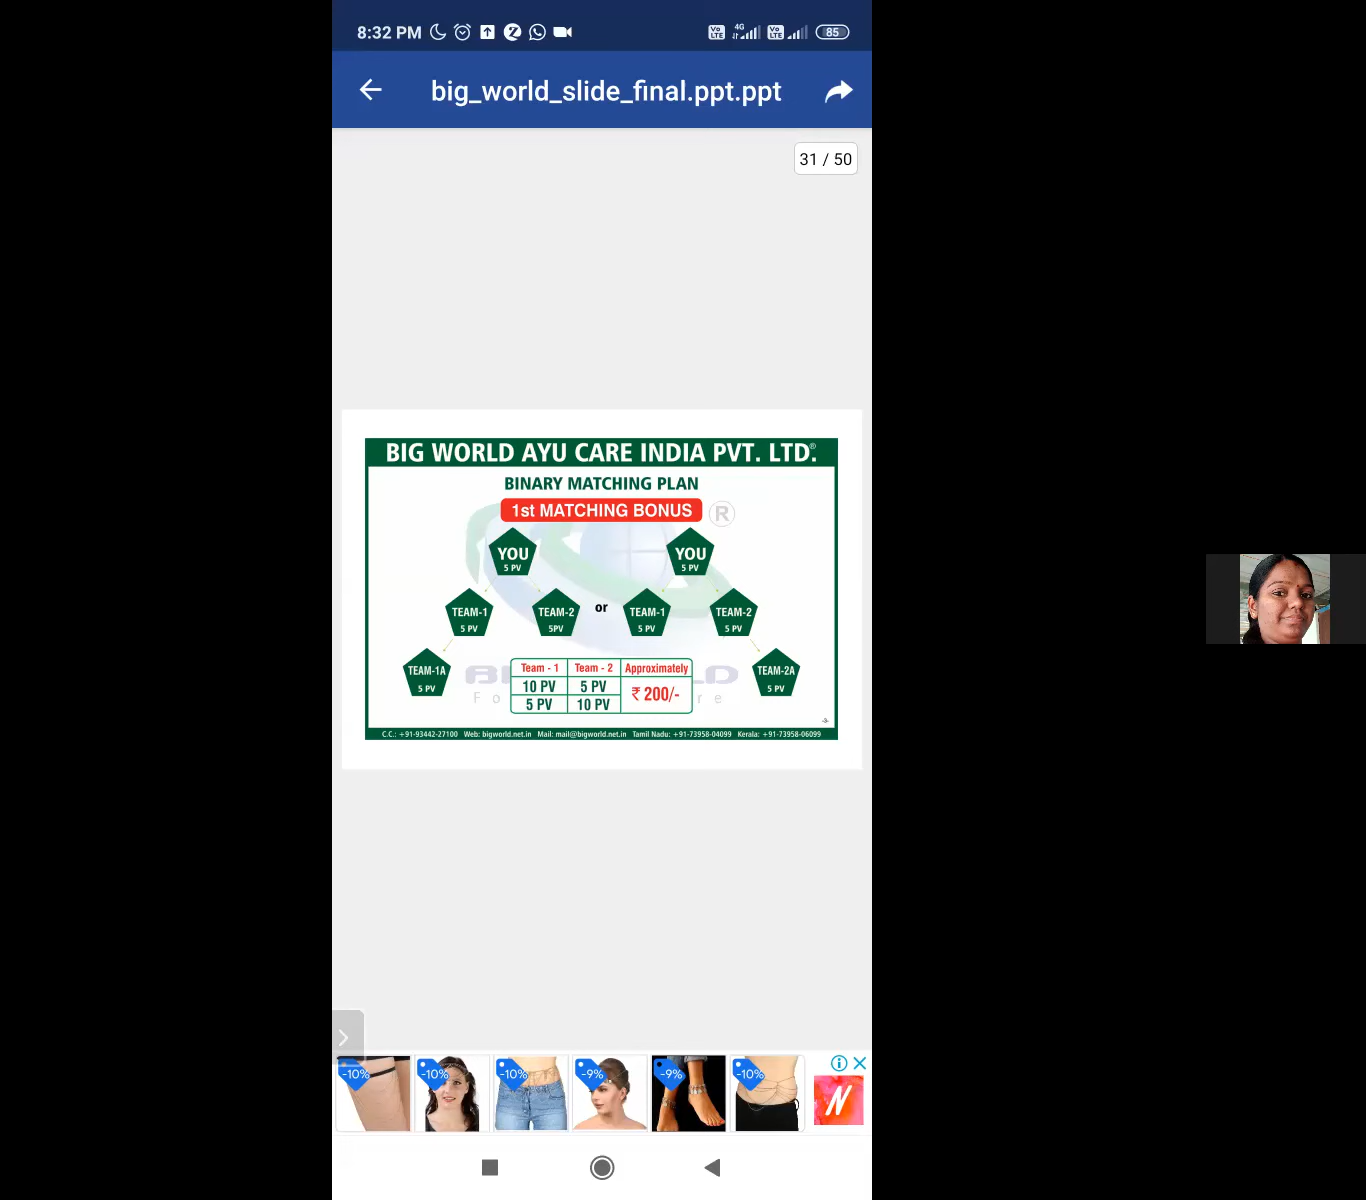 8:32 PM
4G
85
big_world_slide_final.ppt.ppt
31 / 50
BIG WORLD AYU CARE INDIA PVT. LTD.®
BINARY MATCHING PLAN
1st MATCHING BONUS
R
YOU
5 PV
YOU
5 PV
TEAM-1
5 PV
TEAM-2
5PV
or
TEAM-1
5 PV
TEAM-2
5 PV
TEAM-1A
5 PV
TEAM-2A
5 PV
Team - 1 Team - 2 Approximately
10 PV 5 PV ₹ 200/-
5 PV 10 PV
C.C.: +91-93442-27100 Web: bigworld.net.in Mail: mail@bigworld.net.in Tamil Nadu: +91-73958-04099 Kerala: +91-73958-06099
-10% -10% -10% -9% -9% -10%
N